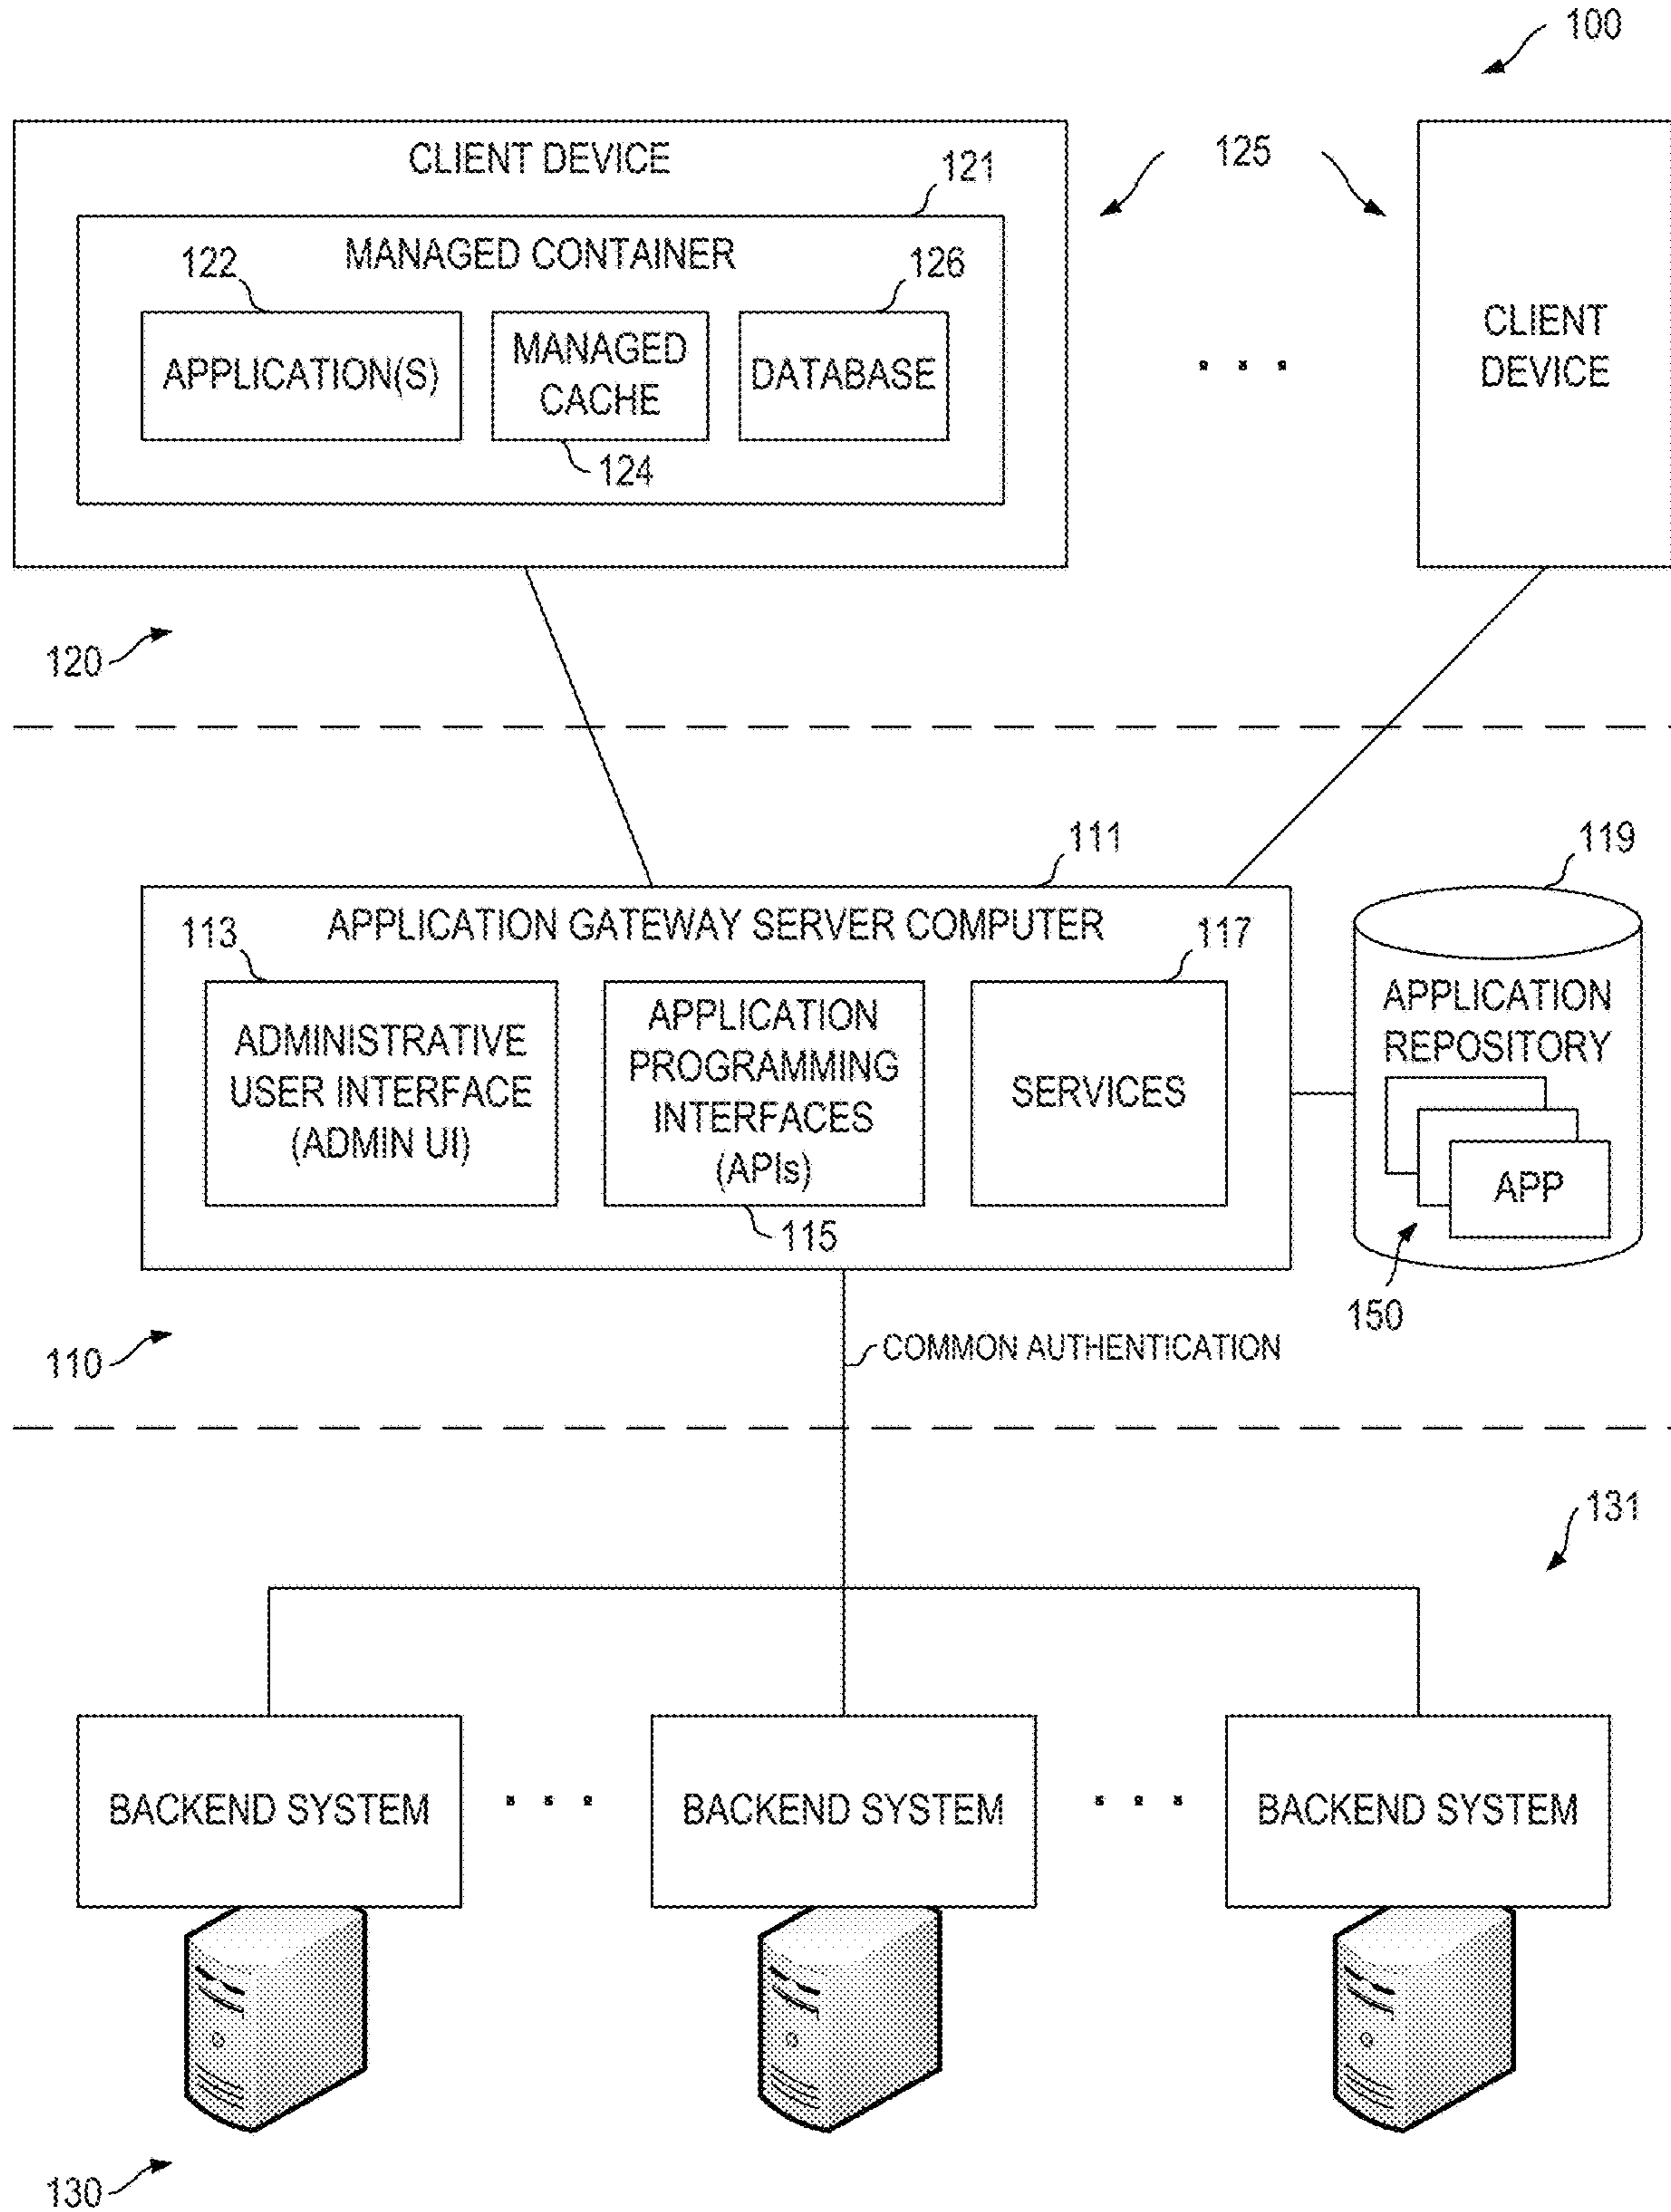 100
CLIENT DEVICE
125
121
MANAGED CONTAINER
122
126
APPLICATION(S)
MANAGED
CACHE
DATABASE
124
CLIENT
DEVICE
120
111
119
APPLICATION GATEWAY SERVER COMPUTER
113
117
ADMINISTRATIVE
USER INTERFACE
(ADMIN UI)
APPLICATION
PROGRAMMING
INTERFACES
(APIs)
SERVICES
115
APPLICATION
REPOSITORY
APP
150
110
COMMON AUTHENTICATION
131
BACKEND SYSTEM
BACKEND SYSTEM
BACKEND SYSTEM
130